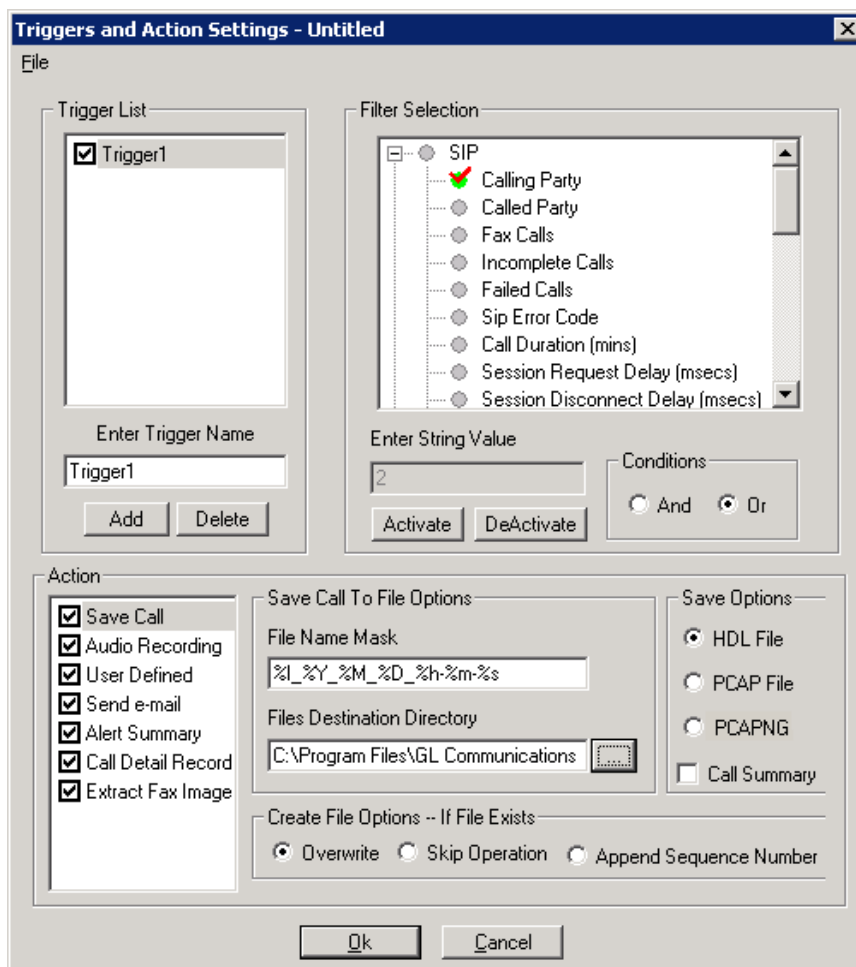 Triggers and Action Settings - Untitled
File
Trigger List
Trigger1
Enter Trigger Name
Trigger1
Add
Delete
Filter Selection
SIP
Calling Party
Called Party
Fax Calls
Incomplete Calls
Failed Calls
Sip Error Code
Call Duration (mins)
Session Request Delay (msecs)
Session Disconnect Delay (msecs)
Enter String Value
2
Activate
DeActivate
Conditions
And
Or
Action
Save Call
Audio Recording
User Defined
Send e-mail
Alert Summary
Call Detail Record
Extract Fax Image
Save Call To File Options
File Name Mask
%I_%Y_%M_%D_%h-%m-%s
Files Destination Directory
C:\Program Files\GL Communications
...
Save Options
HDL File
PCAP File
PCAPNG
Call Summary
Create File Options -- If File Exists
Overwrite
Skip Operation
Append Sequence Number
Ok
Cancel